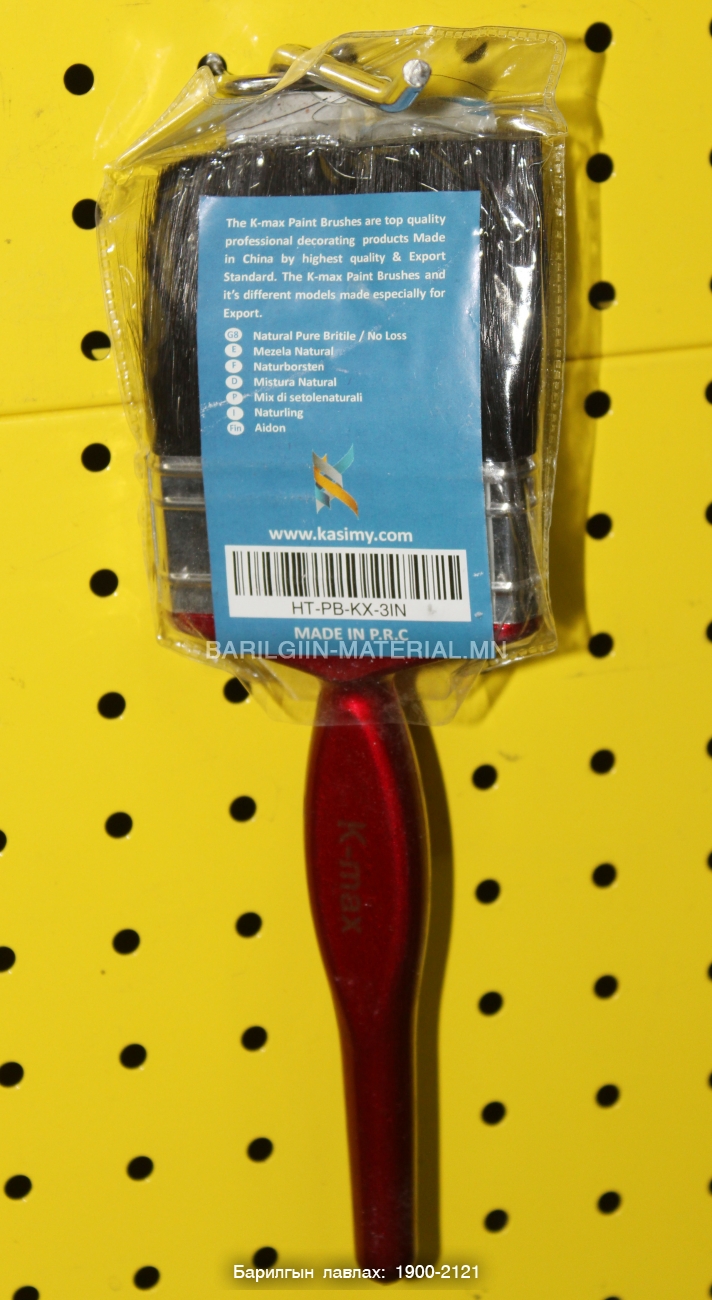 The K-max Paint Brushes are top quality
professional decorating products Made
in China by highest quality & Export
Standard. The K-max Paint Brushes and
it's different models made especially for
Export.
GB Natural Pure Britile / No Loss
E Mezela Natural
F Naturborsten
D Mistura Natural
P Mix di setolenaturali
I Naturling
Fin Aidon
www.kasimy.com
HT-PB-KX-3IN
MADE IN P.R.C
BARILGIIN-MATERIAL.MN
K-max
Барилгын лавлах: 1900-2121